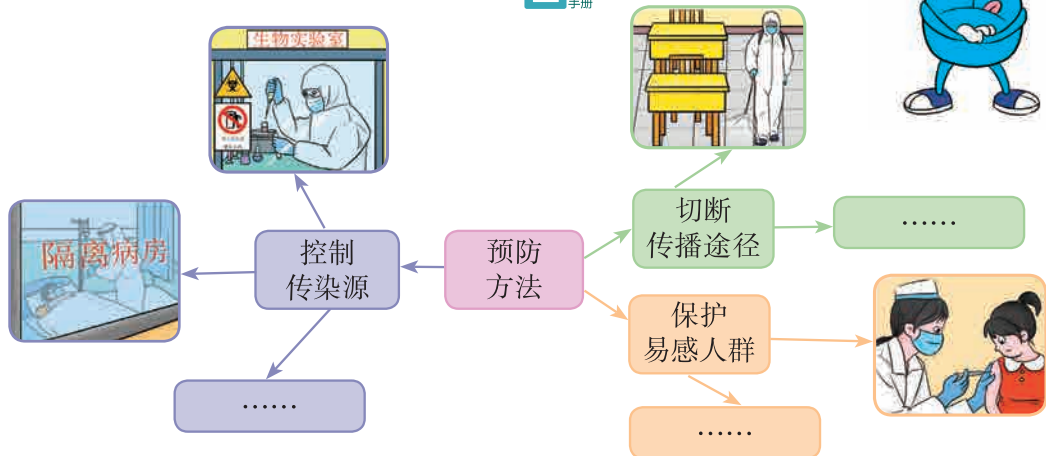 手册
生物实验室
隔离病房
控制
传染源
预防
方法
切断
传播途径
……
保护
易感人群
……
……